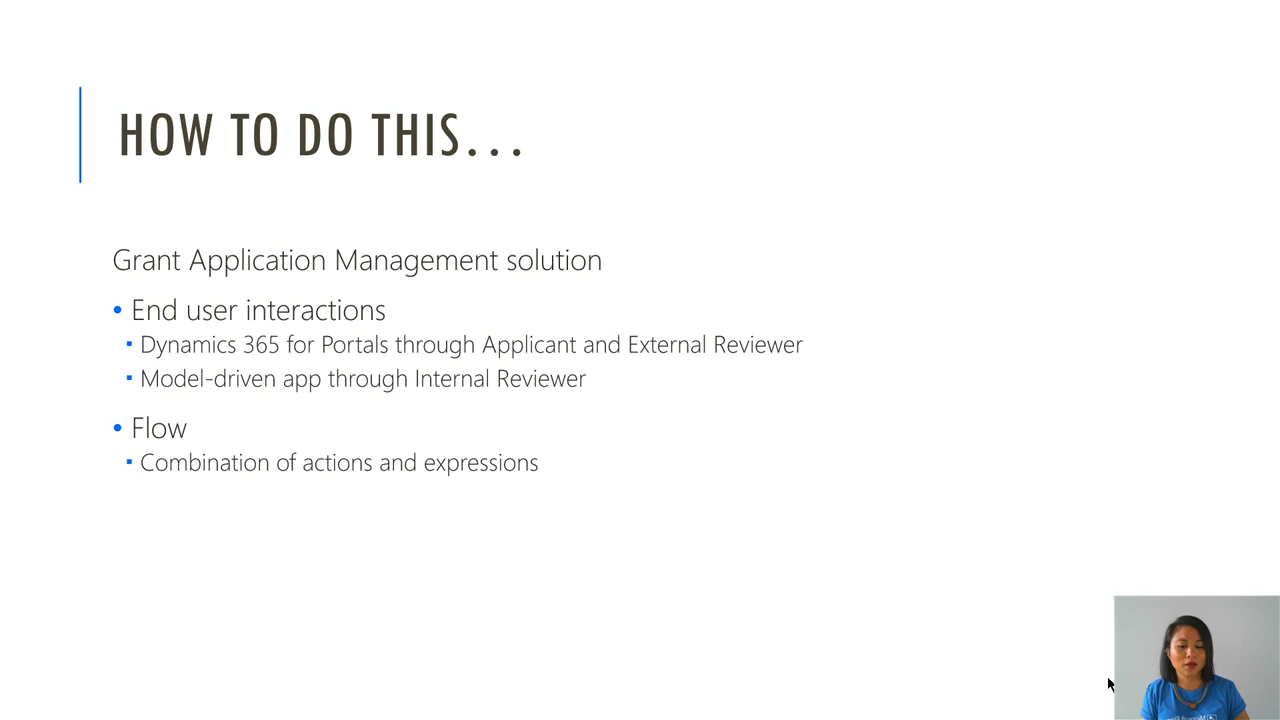 HOW TO DO THIS...
Grant Application Management solution
• End user interactions
▪ Dynamics 365 for Portals through Applicant and External Reviewer
▪ Model-driven app through Internal Reviewer
• Flow
▪ Combination of actions and expressions